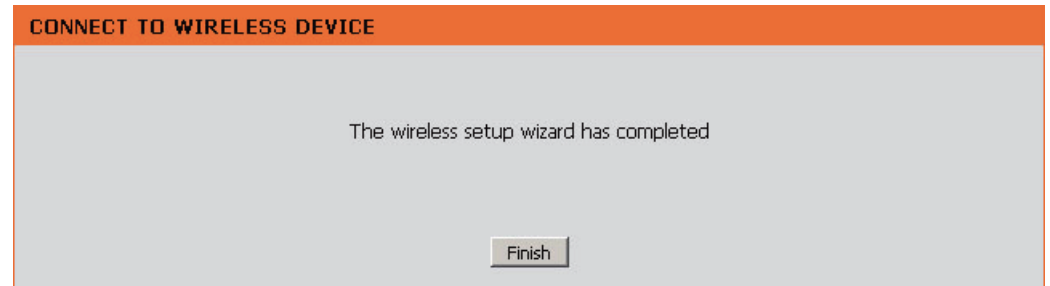 CONNECT TO WIRELESS DEVICE
The wireless setup wizard has completed
Finish